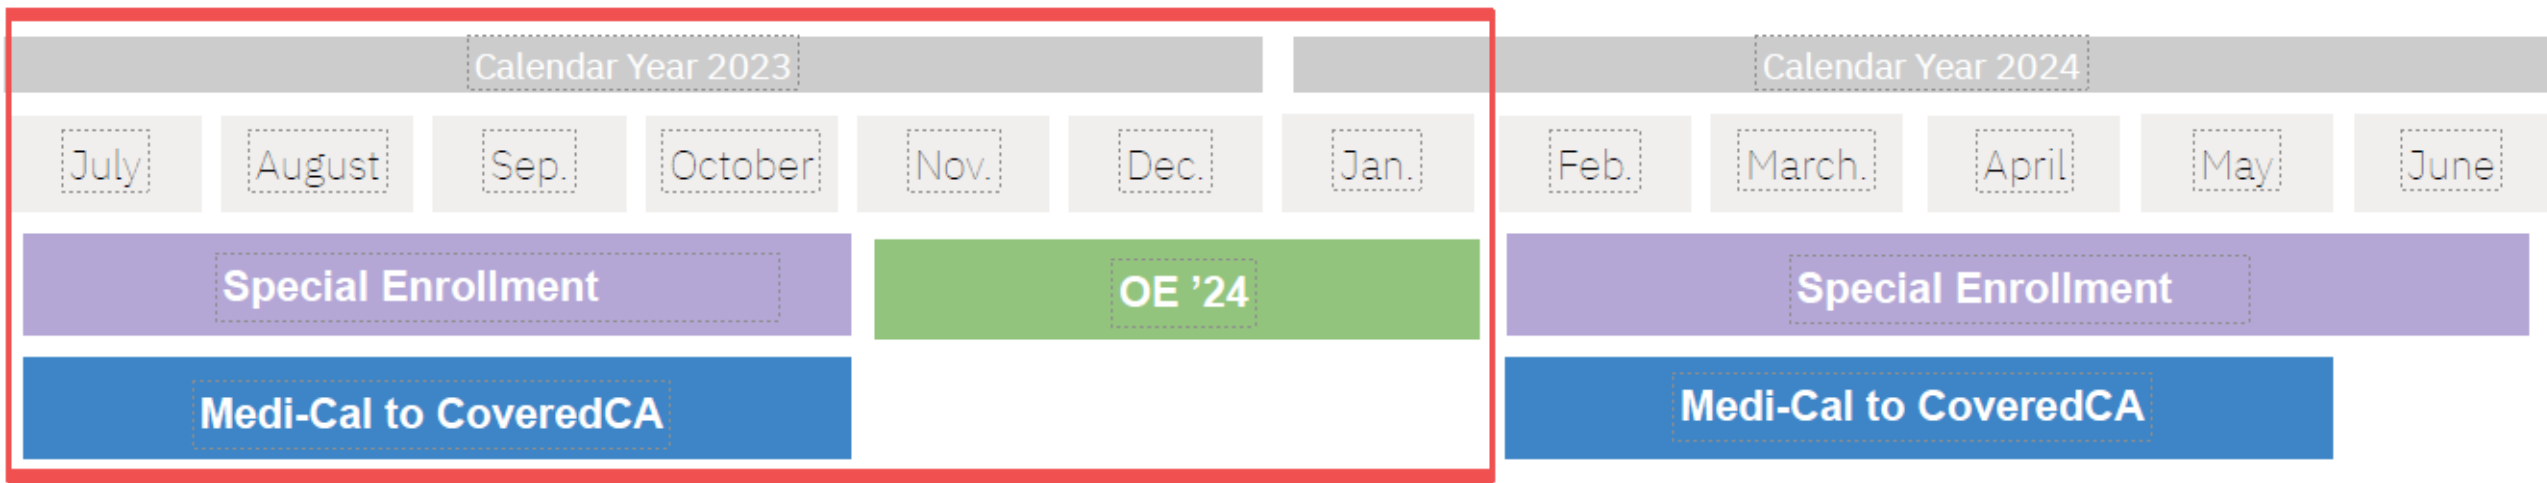 Calendar Year 2023
Calendar Year 2024
July
August
Sep.
October
Nov.
Dec.
Jan.
Feb.
March.
April
May
June
Special Enrollment
OE ’24
Special Enrollment
Medi-Cal to CoveredCA
Medi-Cal to CoveredCA